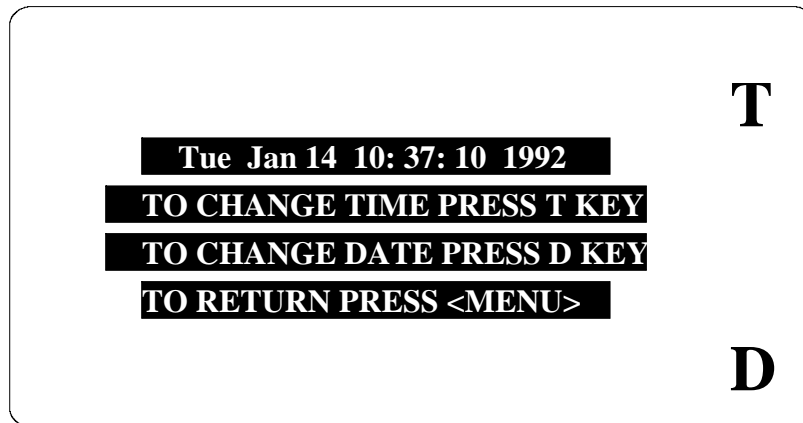 T
Tue Jan 14 10: 37: 10 1992
TO CHANGE TIME PRESS T KEY
TO CHANGE DATE PRESS D KEY
TO RETURN PRESS <MENU>
D